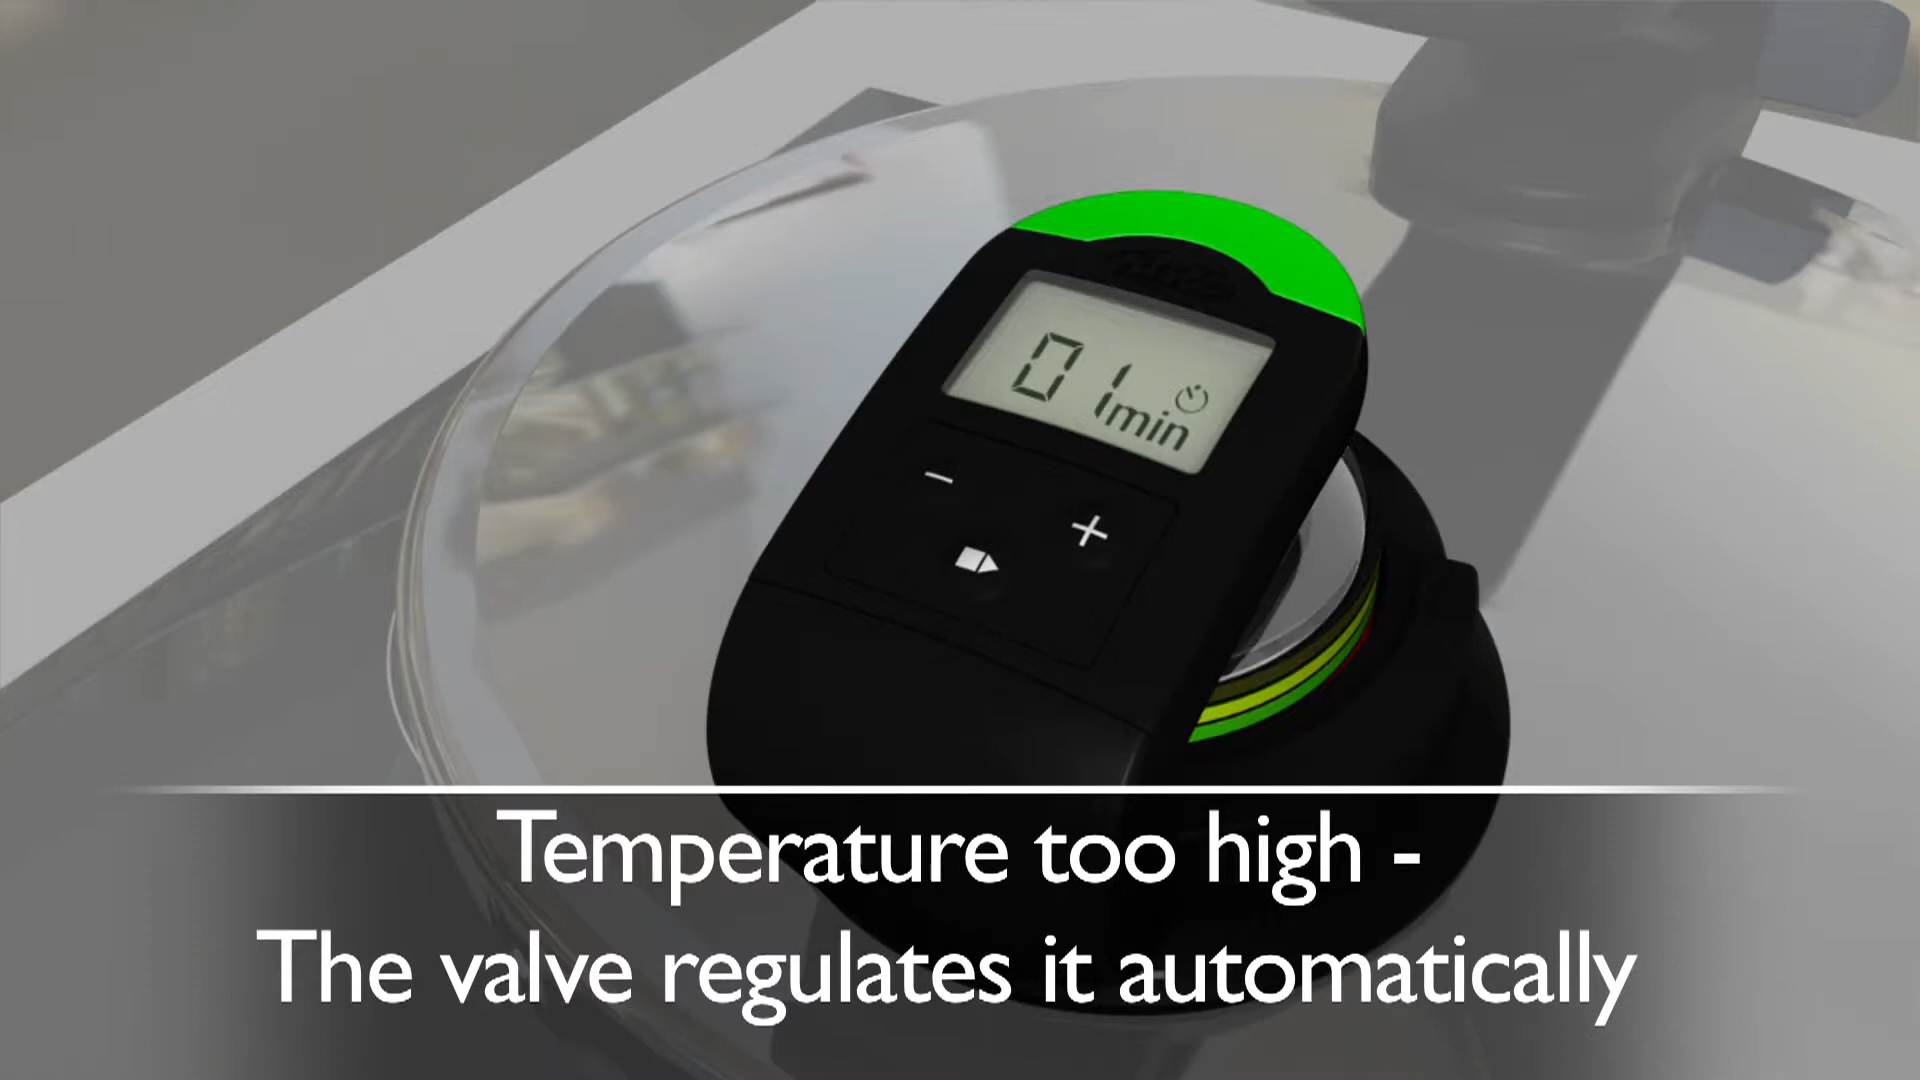 01 min
− +
Temperature too high -
The valve regulates it automatically